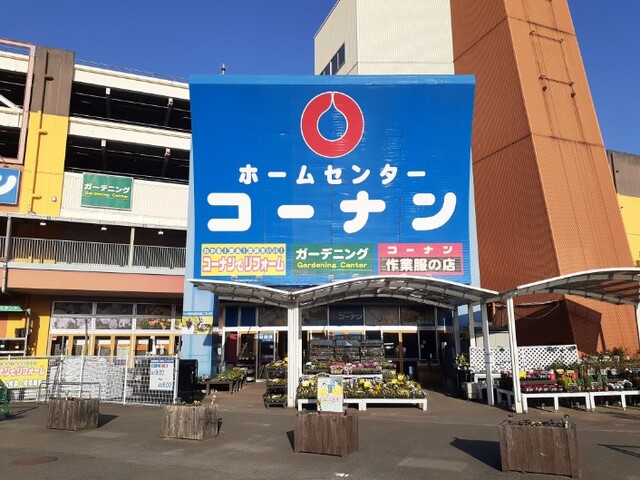 ホームセンター
コーナン
ガーデニング
Gardening Center
コーナンでリフォーム
ガーデニング
Gardening Center
コーナン
作業服の店
コーナン